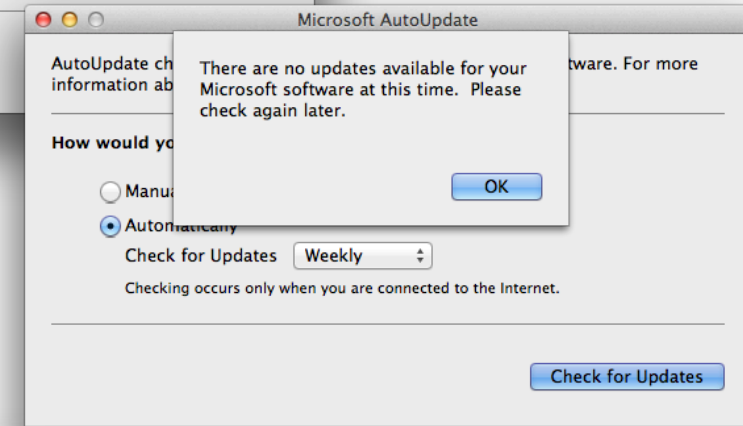 Microsoft AutoUpdate
AutoUpdate ch
tware. For more
information ab
There are no updates available for your
Microsoft software at this time. Please
check again later.
OK
How would yo
Manua
Automatically
Check for Updates
Weekly
Checking occurs only when you are connected to the Internet.
Check for Updates